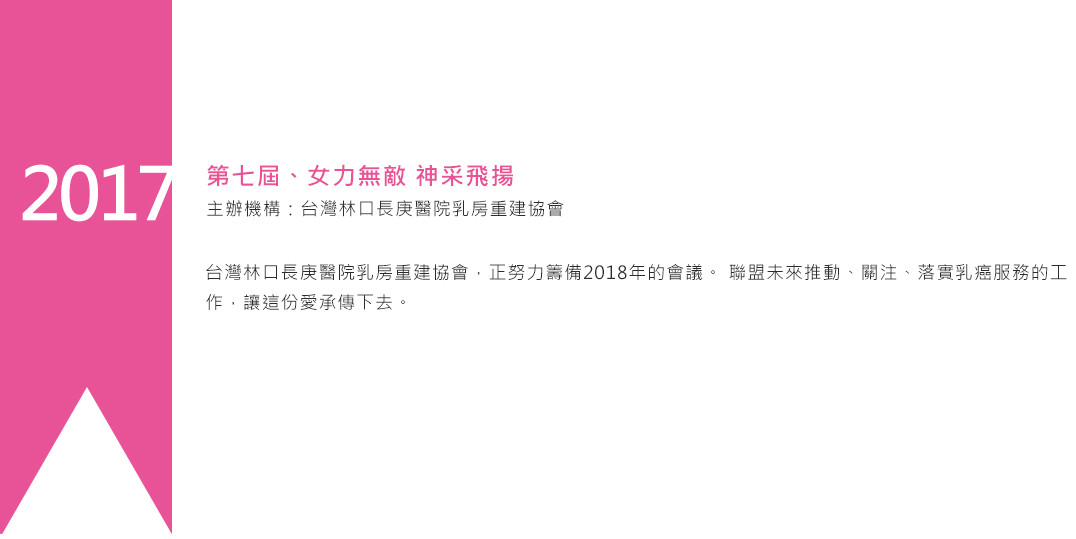 2017
第七屆、女力無敵 神采飛揚
主辦機構：台灣林口長庚醫院乳房重建協會
台灣林口長庚醫院乳房重建協會，正努力籌備2018年的會議。 聯盟未來推動、關注、落實乳癌服務的工
作，讓這份愛承傳下去。